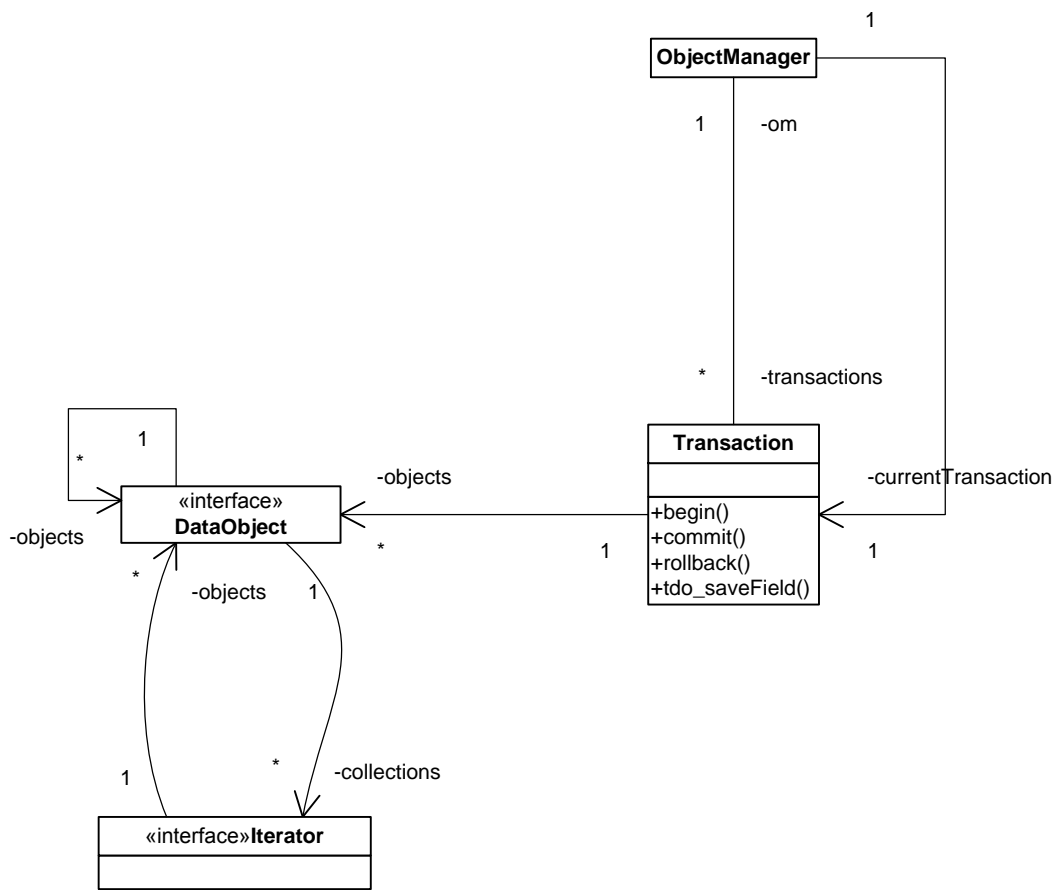 1
ObjectManager
1
-om
*
-transactions
Transaction
1
*
-currentTransaction
-objects
«interface»
DataObject
+begin()
+commit()
+rollback()
+tdo_saveField()
-objects
*
1
1
*
-objects
1
*
-collections
1
«interface»Iterator